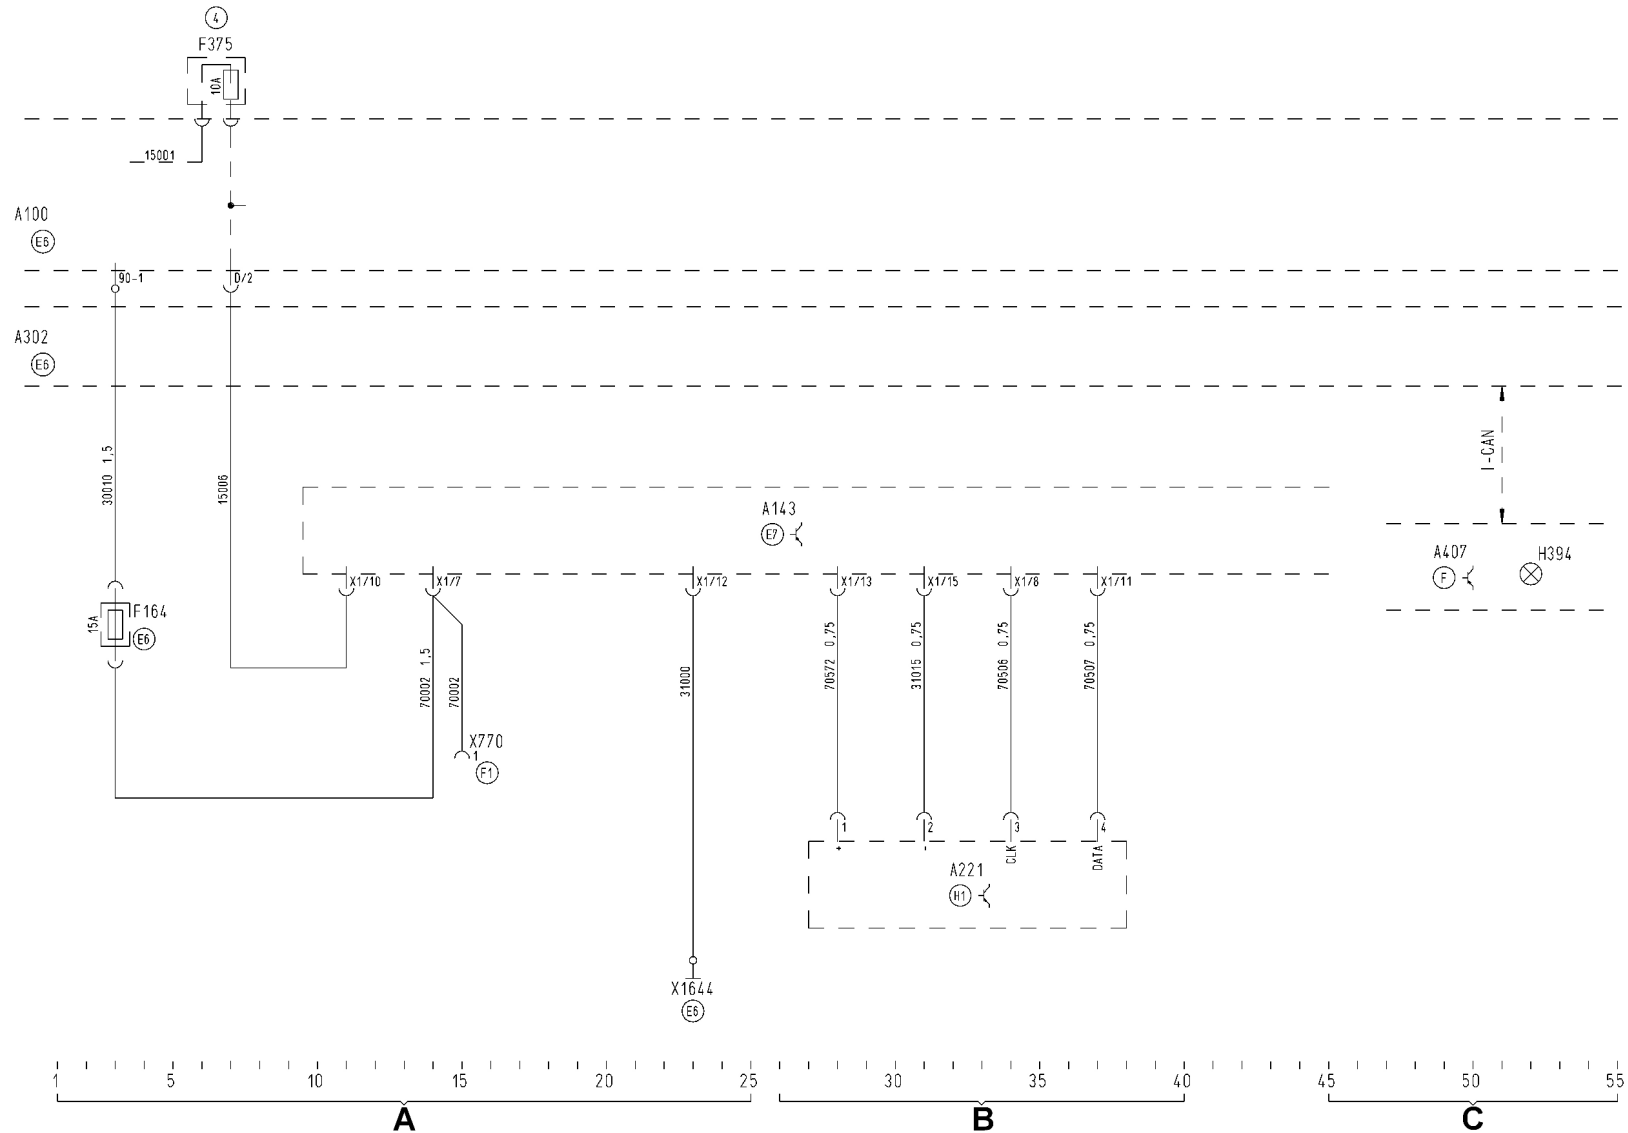 4
F375
10A
15001
A100
E6
90-1
D/2
A302
E6
30010 1,5
15006
I-CAN
A143
E7
A407
F
H394
X1/10
X1/7
X1/12
X1/13
X1/15
X1/8
X1/11
15A
F164
E6
70002 1,5
70002
31000
70572 0,75
31015 0,75
70506 0,75
70507 0,75
X770
1
F1
1
2
3
4
+
-
CLK
DATA
A221
H1
X1644
E6
1 5 10 15 20 25 30 35 40 45 50 55
A B C